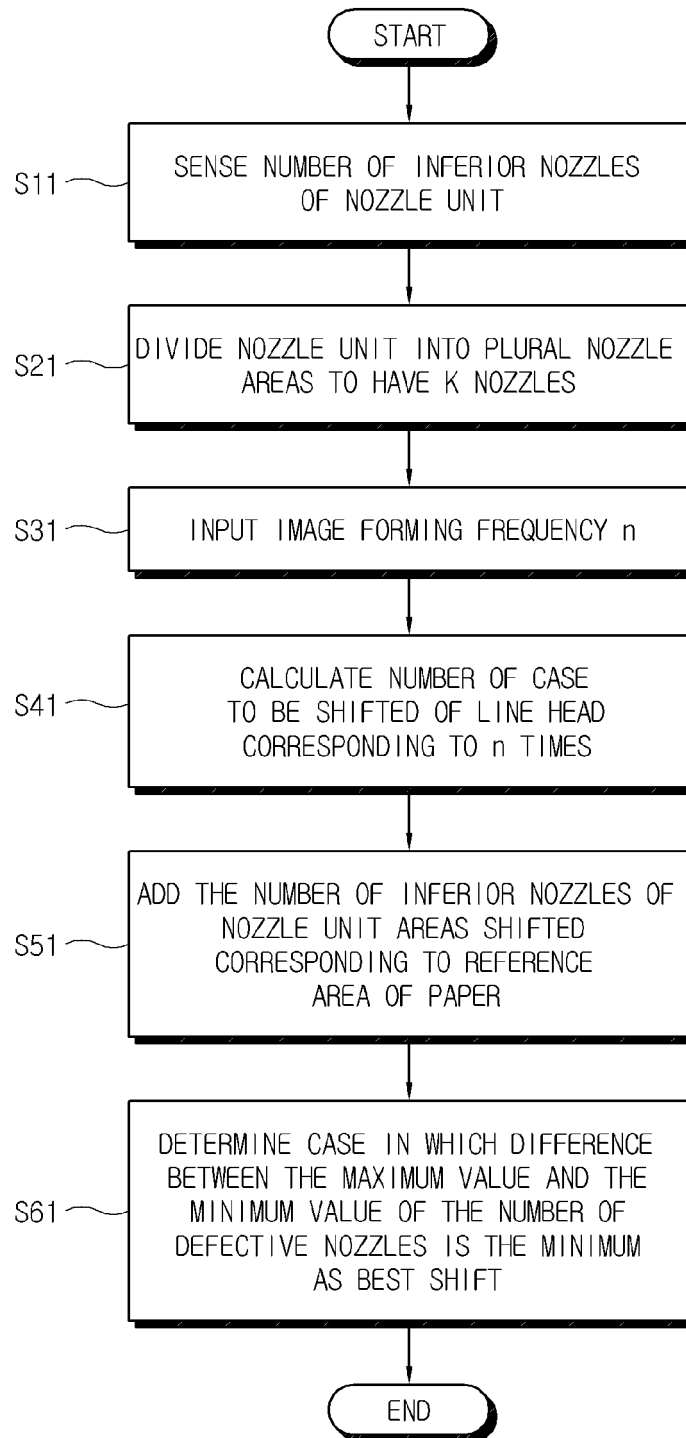 START
S11
SENSE NUMBER OF INFERIOR NOZZLES
OF NOZZLE UNIT
S21
DIVIDE NOZZLE UNIT INTO PLURAL NOZZLE
AREAS TO HAVE K NOZZLES
S31
INPUT IMAGE FORMING FREQUENCY n
S41
CALCULATE NUMBER OF CASE
TO BE SHIFTED OF LINE HEAD
CORRESPONDING TO n TIMES
S51
ADD THE NUMBER OF INFERIOR NOZZLES OF
NOZZLE UNIT AREAS SHIFTED
CORRESPONDING TO REFERENCE
AREA OF PAPER
S61
DETERMINE CASE IN WHICH DIFFERENCE
BETWEEN THE MAXIMUM VALUE AND THE
MINIMUM VALUE OF THE NUMBER OF
DEFECTIVE NOZZLES IS THE MINIMUM
AS BEST SHIFT
END